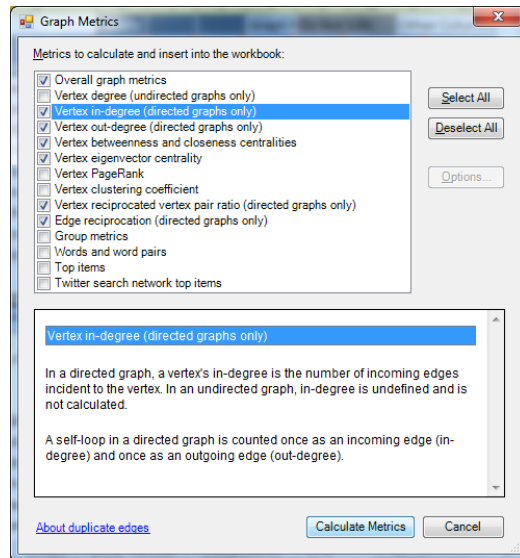 Graph Metrics
Metrics to calculate and insert into the workbook:
Overall graph metrics
Vertex degree (undirected graphs only)
Vertex in-degree (directed graphs only)
Vertex out-degree (directed graphs only)
Vertex betweenness and closeness centralities
Vertex eigenvector centrality
Vertex PageRank
Vertex clustering coefficient
Vertex reciprocated vertex pair ratio (directed graphs only)
Edge reciprocation (directed graphs only)
Group metrics
Words and word pairs
Top items
Twitter search network top items
Select All
Deselect All
Options...
Vertex in-degree (directed graphs only)
In a directed graph, a vertex's in-degree is the number of incoming edges
incident to the vertex. In an undirected graph, in-degree is undefined and is
not calculated.
A self-loop in a directed graph is counted once as an incoming edge (in-
degree) and once as an outgoing edge (out-degree).
About duplicate edges
Calculate Metrics
Cancel